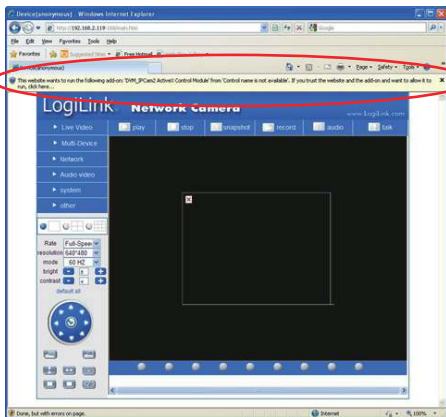 Device(anonymous) - Windows Internet Explorer
http://192.168.2.119
Google
File Edit View Favorites Tools Help
Favorites Suggested Sites Free Hotmail
Page Safety Tools
This website wants to run the following add-on: 'DVM_IPCam2 ActiveX Control Module' from 'Control name is not available'. If you trust the website and the add-on and want to allow it to
run, click here...
LogiLink Network Camera
www.LogiLink.com
Live Video play stop snapshot record audio talk
Multi-Device
Network
Audio video
system
other
Rate Full-Speed
resolution 640*480
mode 60 HZ
bright
contrast
default all
Done, but with errors on page. Internet 100%